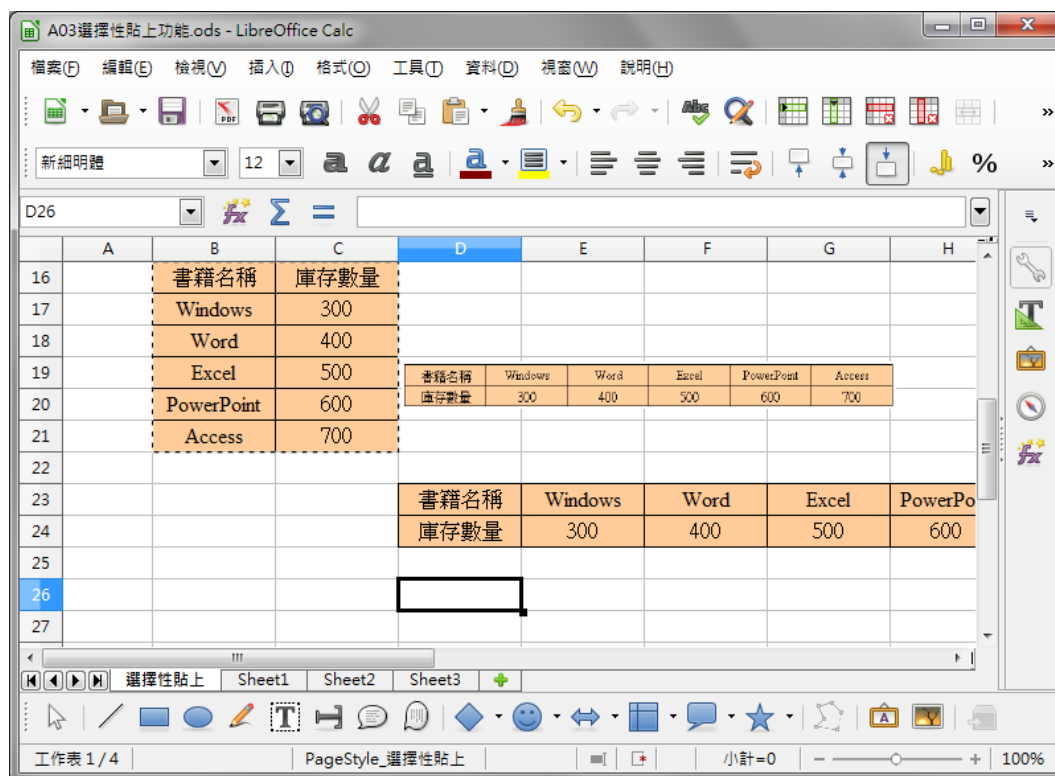 A03選擇性貼上功能.ods - LibreOffice Calc
檔案(F) 編輯(E) 檢視(V) 插入(I) 格式(O) 工具(T) 資料(D) 視窗(W) 說明(H)
PDF Abc »
新細明體 12 a a a a % »
D26 fx Σ =
A B C D E F G H
16 書籍名稱 庫存數量
17 Windows 300
18 Word 400
19 Excel 500 書籍名稱 Windows Word Excel PowerPoint Access
20 PowerPoint 600 庫存數量 300 400 500 600 700
21 Access 700
22
23 書籍名稱 Windows Word Excel PowerPo
24 庫存數量 300 400 500 600
25
26
27
選擇性貼上 Sheet1 Sheet2 Sheet3
T A
工作表 1 / 4 PageStyle_選擇性貼上 小計=0 100%